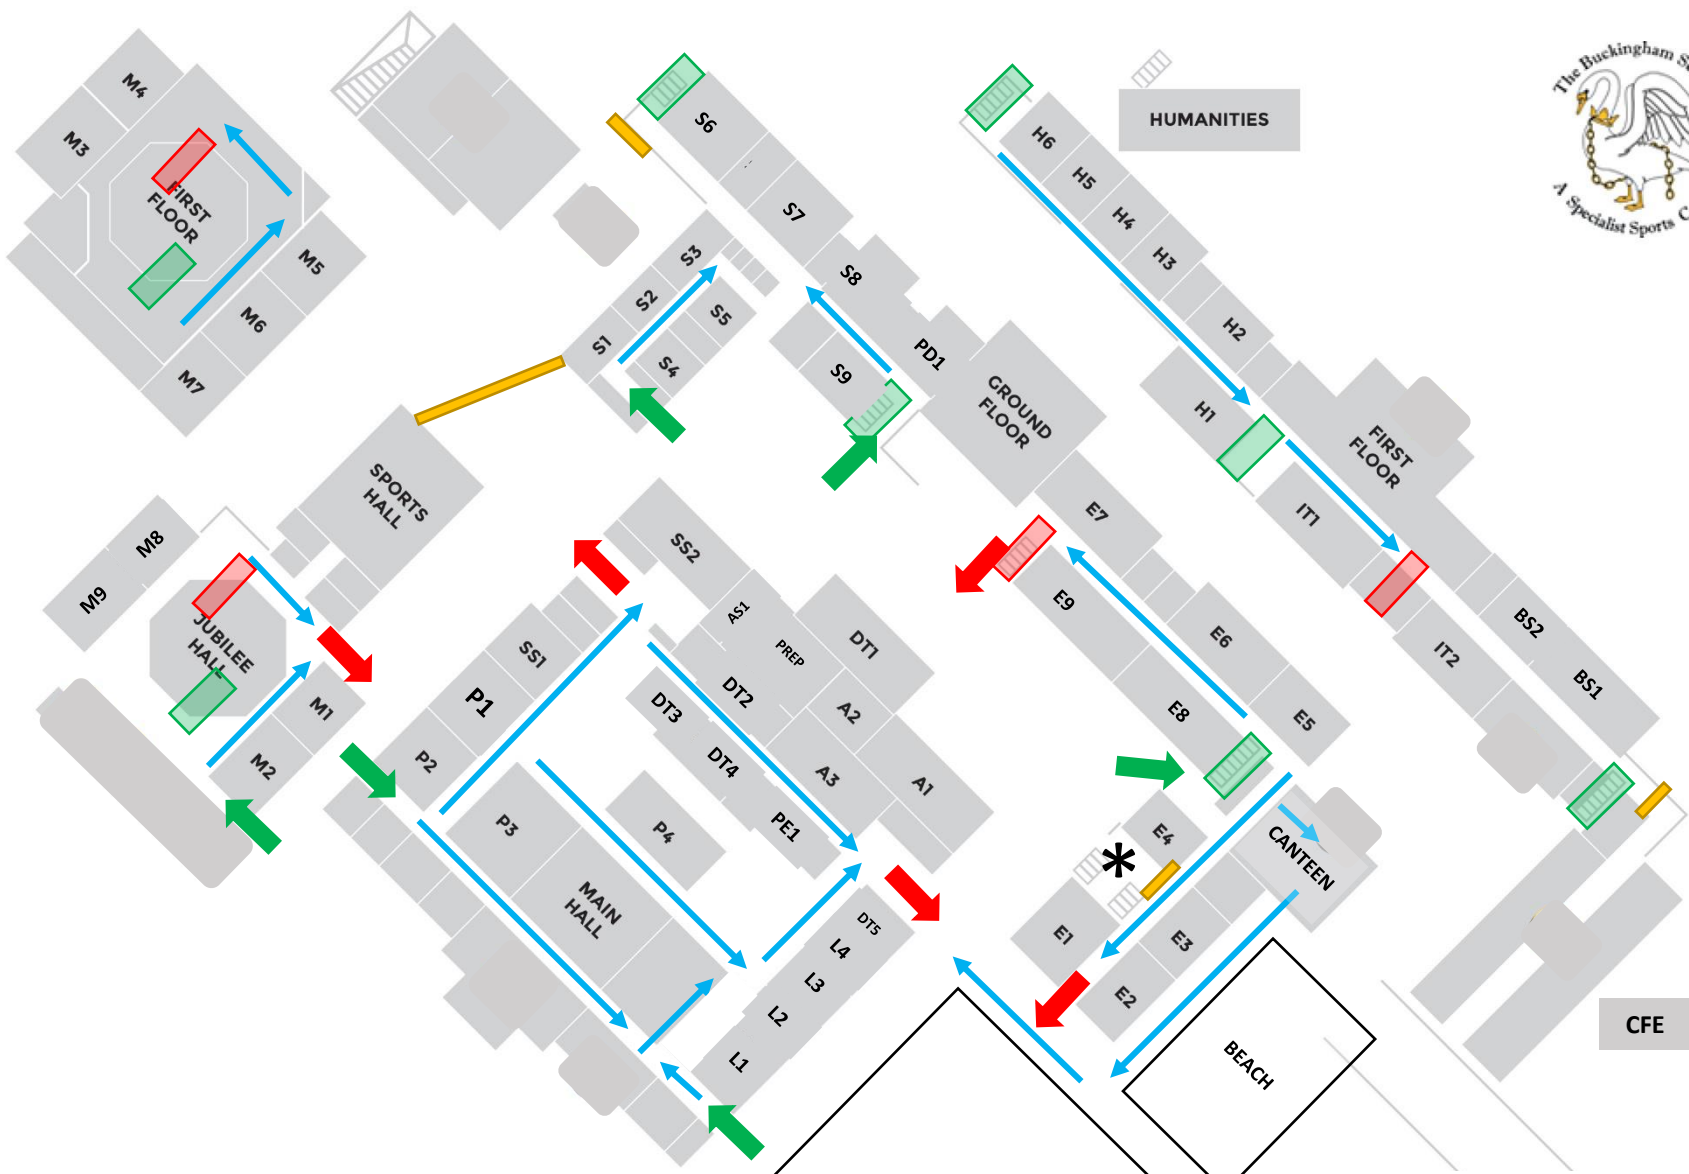 M4
M3
FIRST
FLOOR
M5
M6
M7
S6
S7
S8
S3
S2
S1
S5
S4
S9
PD1
GROUND
FLOOR
H6
H5
H4
H3
H2
H1
HUMANITIES
The Buckingham
A Specialist Sports
FIRST
FLOOR
IT1
IT2
BS2
BS1
SPORTS
HALL
M8
M9
JUBILEE
HALL
M1
M2
SS2
AS1
PREP
DT1
SS1
P1
P2
DT3
DT2
DT4
A2
A3
A1
PE1
P3
P4
MAIN
HALL
DT5
L4
L3
L2
L1
E7
E9
E6
E8
E5
E4
*
E1
E3
E2
CANTEEN
BEACH
CFE